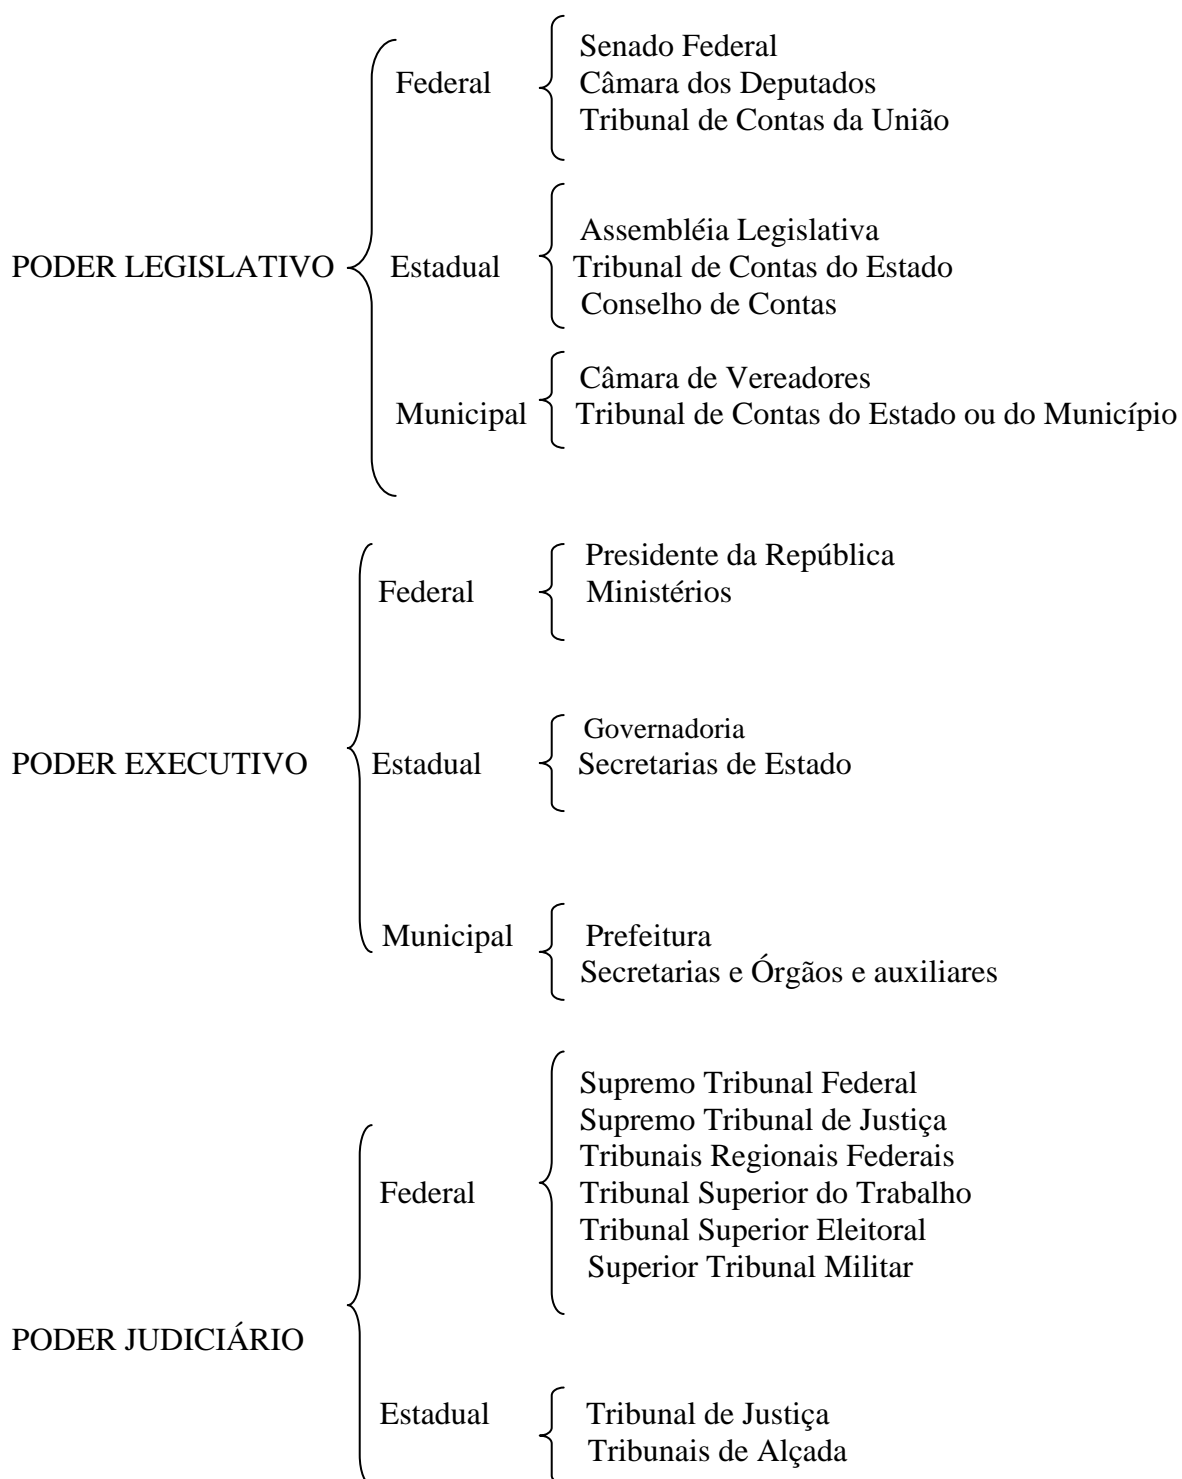 Senado Federal
Federal
Câmara dos Deputados
Tribunal de Contas da União
Assembléia Legislativa
PODER LEGISLATIVO
Estadual
Tribunal de Contas do Estado
Conselho de Contas
Câmara de Vereadores
Municipal
Tribunal de Contas do Estado ou do Município
Presidente da República
Federal
Ministérios
Governadoria
PODER EXECUTIVO
Estadual
Secretarias de Estado
Municipal
Prefeitura
Secretarias e Órgãos e auxiliares
Supremo Tribunal Federal
Supremo Tribunal de Justiça
Tribunais Regionais Federais
Federal
Tribunal Superior do Trabalho
Tribunal Superior Eleitoral
Superior Tribunal Militar
PODER JUDICIÁRIO
Estadual
Tribunal de Justiça
Tribunais de Alçada